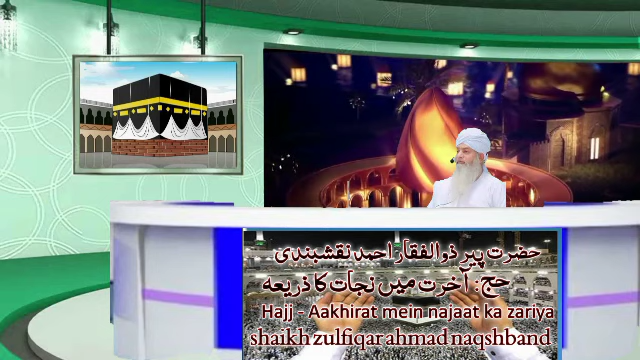 حضرت پیر ذوالفقار احمد نقشبندی
حج: آخرت میں نجات کا ذریعہ
Hajj - Aakhirat mein najaat ka zariya
shaikh zulfiqar ahmad naqshband